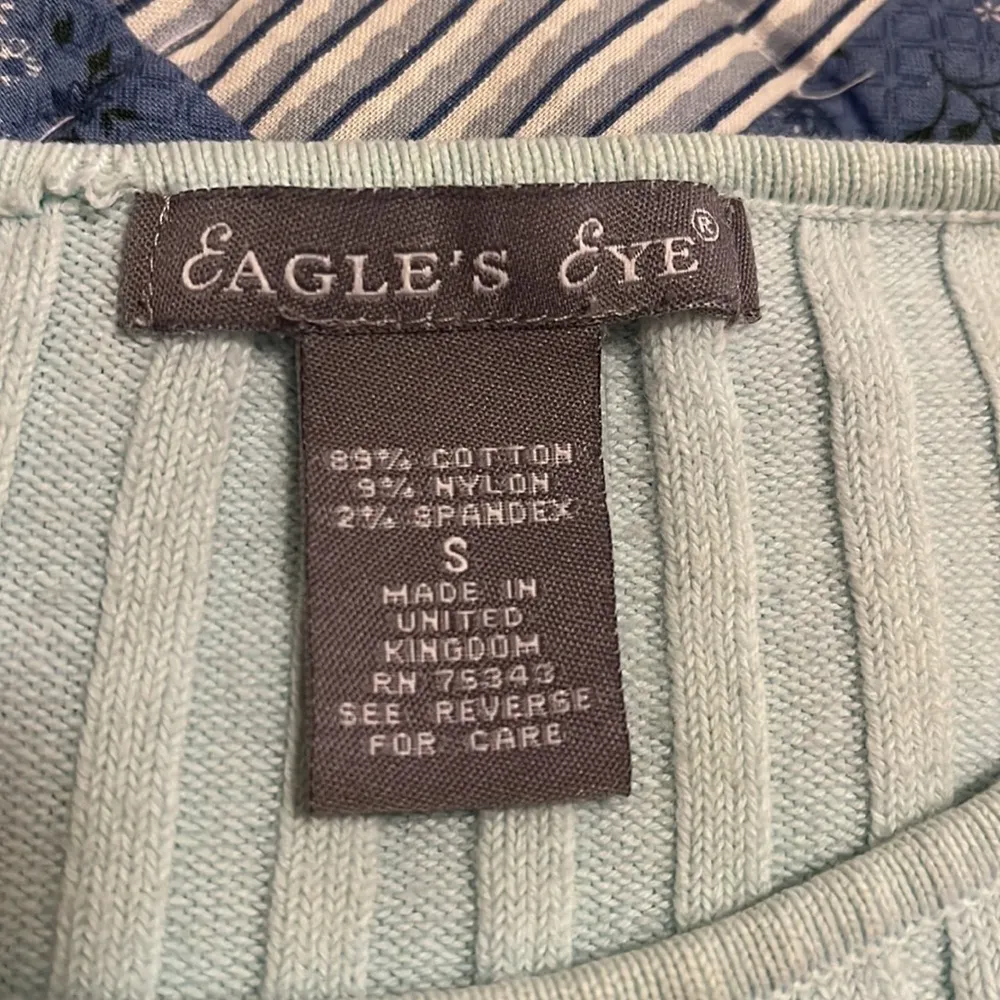 EAGLE'S EYE®
89% COTTON
9% NYLON
2% SPANDEX
S
MADE IN
UNITED
KINGDOM
RN 75343
SEE REVERSE
FOR CARE